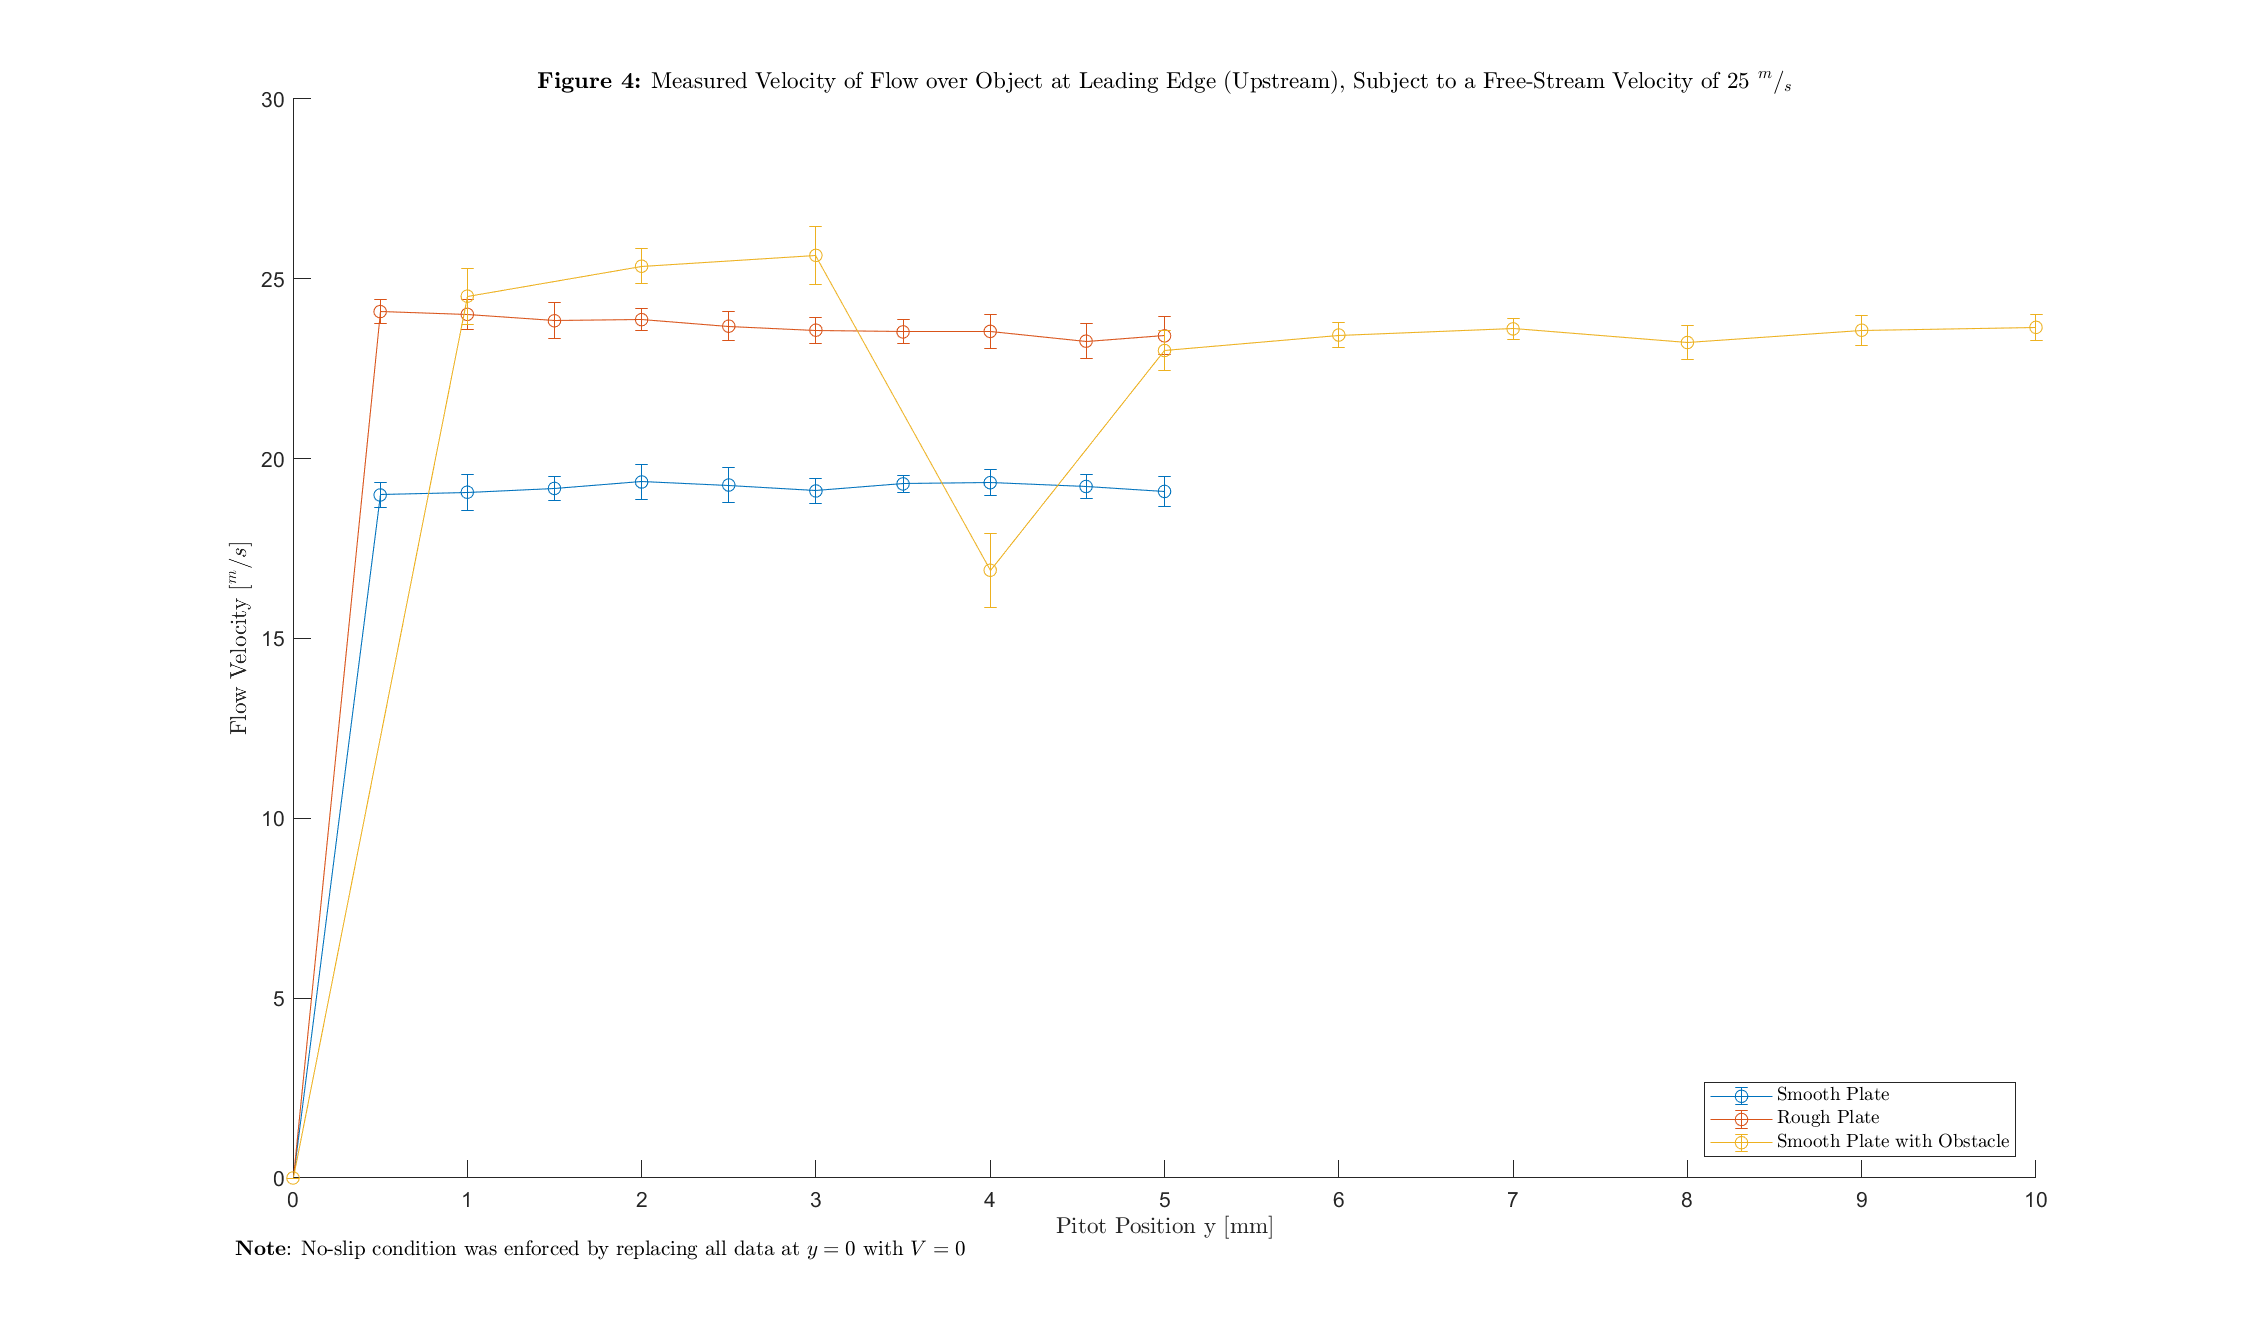 Figure 4: Measured Velocity of Flow over Object at Leading Edge (Upstream), Subject to a Free-Stream Velocity of 25 m/s
30
25
20
15
10
5
0
Flow Velocity [m/s]
0 1 2 3 4 5 6 7 8 9 10
Pitot Position y [mm]
Smooth Plate
Rough Plate
Smooth Plate with Obstacle
Note: No-slip condition was enforced by replacing all data at y = 0 with V = 0